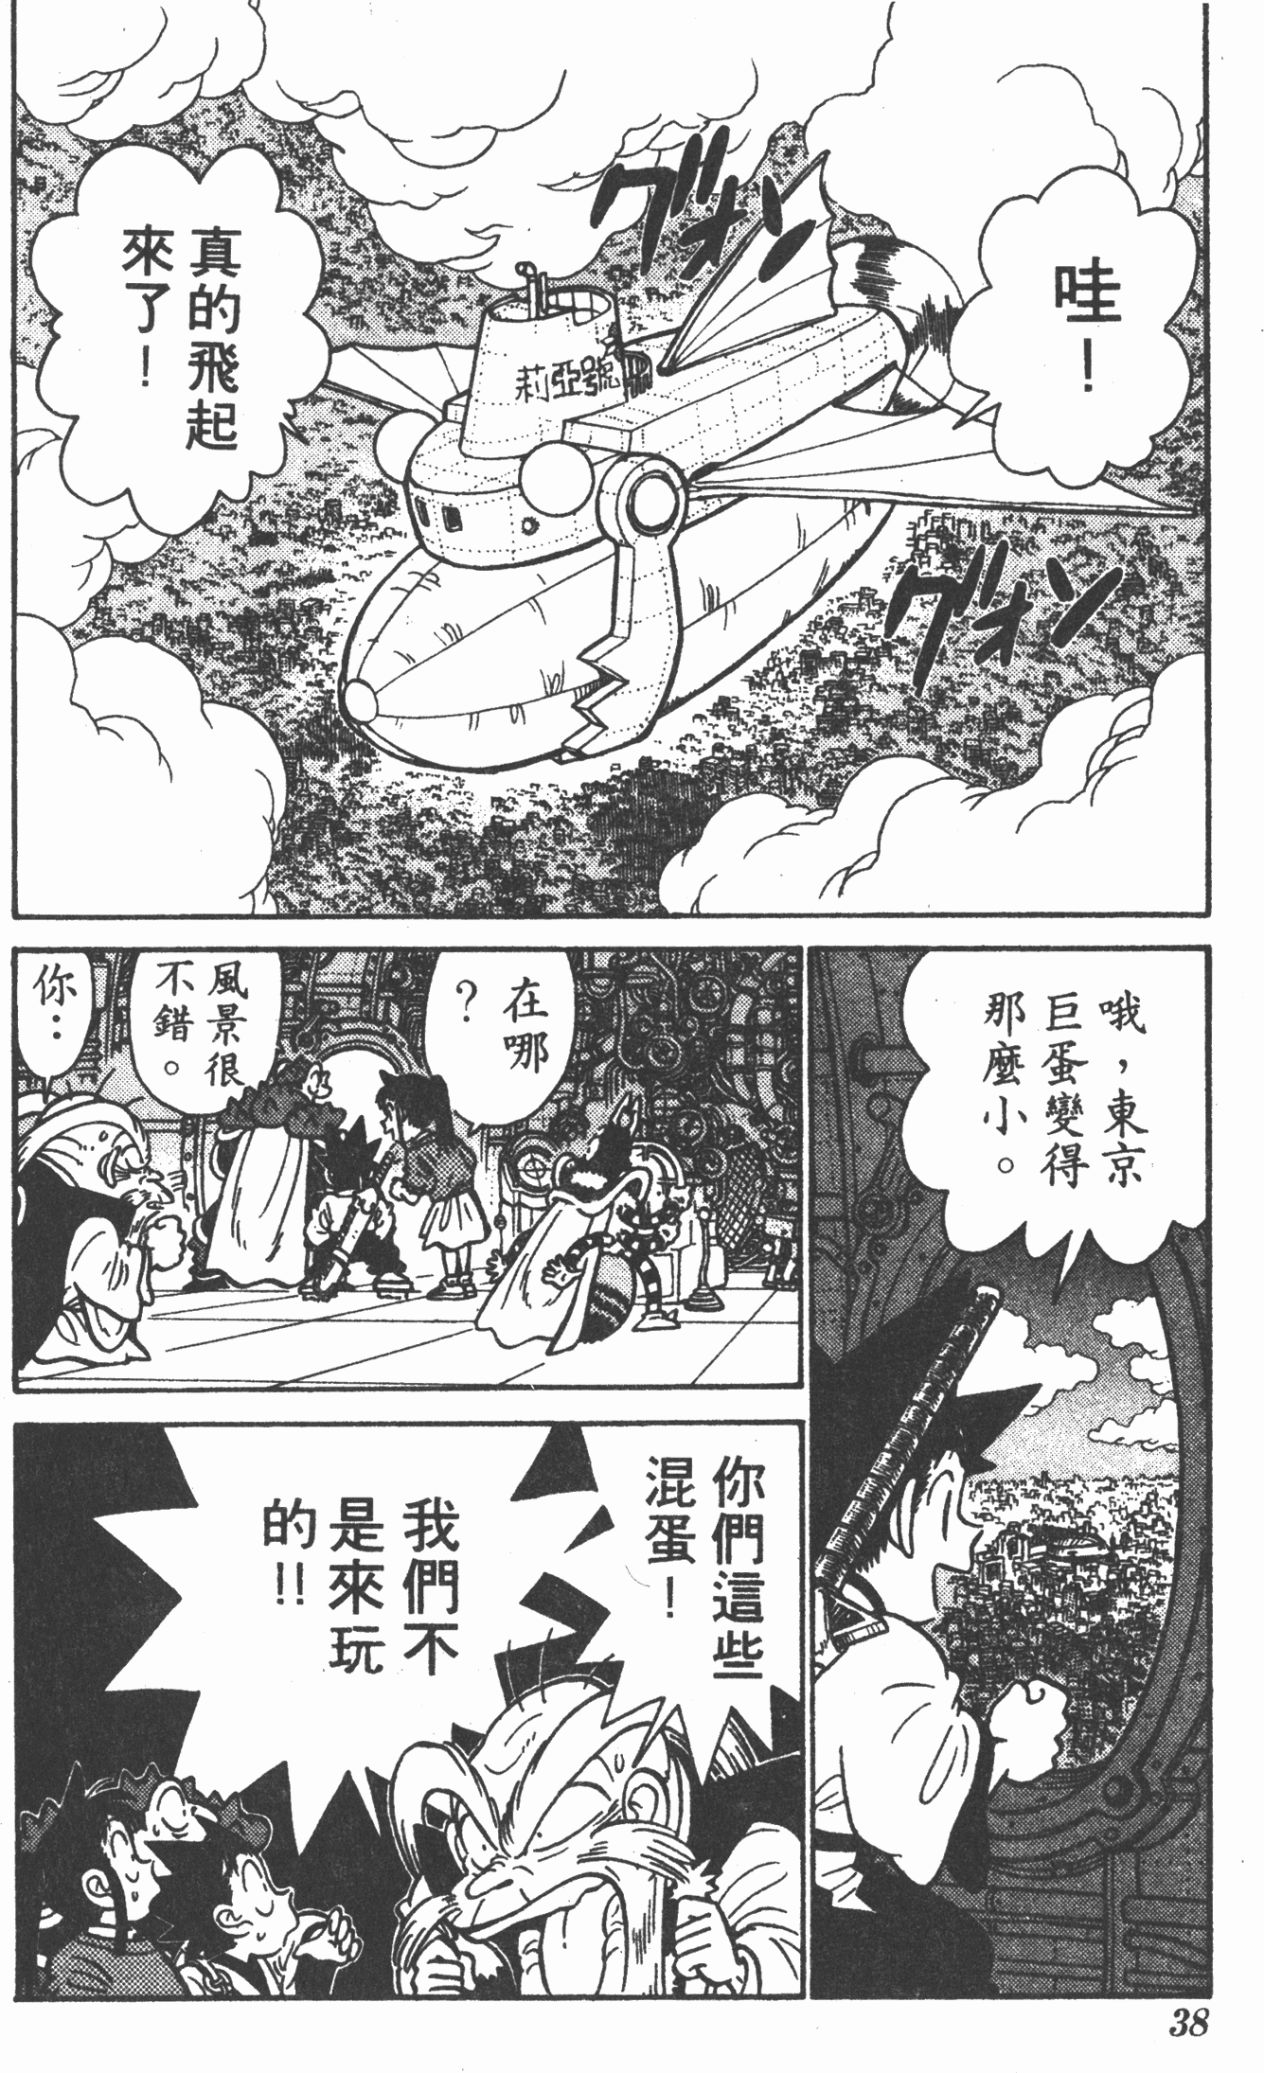 哇！
グオン
真的飛起
來了！
莉亞號
グオン
哦，東京
巨蛋變得
那麼小。
在哪
？
風景很
不錯。
你…
你們這些
混蛋！
我們不
是來玩
的!!
38